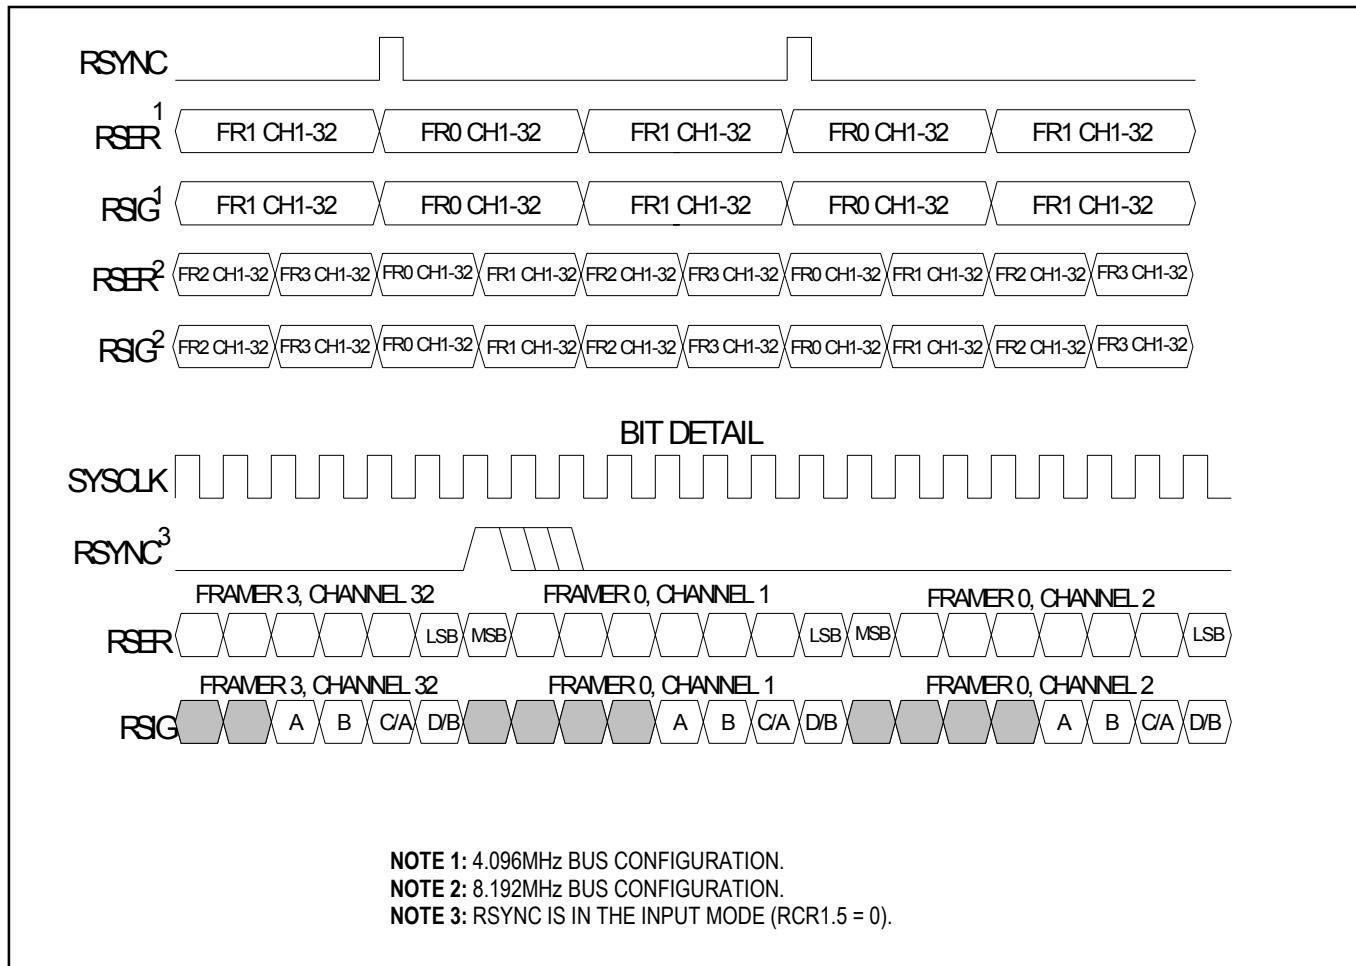 RSYNC
RSER1 FR1 CH1-32 FR0 CH1-32 FR1 CH1-32 FR0 CH1-32 FR1 CH1-32
RSIG1 FR1 CH1-32 FR0 CH1-32 FR1 CH1-32 FR0 CH1-32 FR1 CH1-32
RSER2 FR2 CH1-32 FR3 CH1-32 FR0 CH1-32 FR1 CH1-32 FR2 CH1-32 FR3 CH1-32 FR0 CH1-32 FR1 CH1-32 FR2 CH1-32 FR3 CH1-32
RSIG2 FR2 CH1-32 FR3 CH1-32 FR0 CH1-32 FR1 CH1-32 FR2 CH1-32 FR3 CH1-32 FR0 CH1-32 FR1 CH1-32 FR2 CH1-32 FR3 CH1-32
BIT DETAIL
SYSCLK
RSYNC3
FRAMER 3, CHANNEL 32 FRAMER 0, CHANNEL 1 FRAMER 0, CHANNEL 2
RSER LSB MSB LSB MSB LSB
FRAMER 3, CHANNEL 32 FRAMER 0, CHANNEL 1 FRAMER 0, CHANNEL 2
RSIG A B C/A D/B A B C/A D/B A B C/A D/B
NOTE 1: 4.096MHz BUS CONFIGURATION.
NOTE 2: 8.192MHz BUS CONFIGURATION.
NOTE 3: RSYNC IS IN THE INPUT MODE (RCR1.5 = 0).